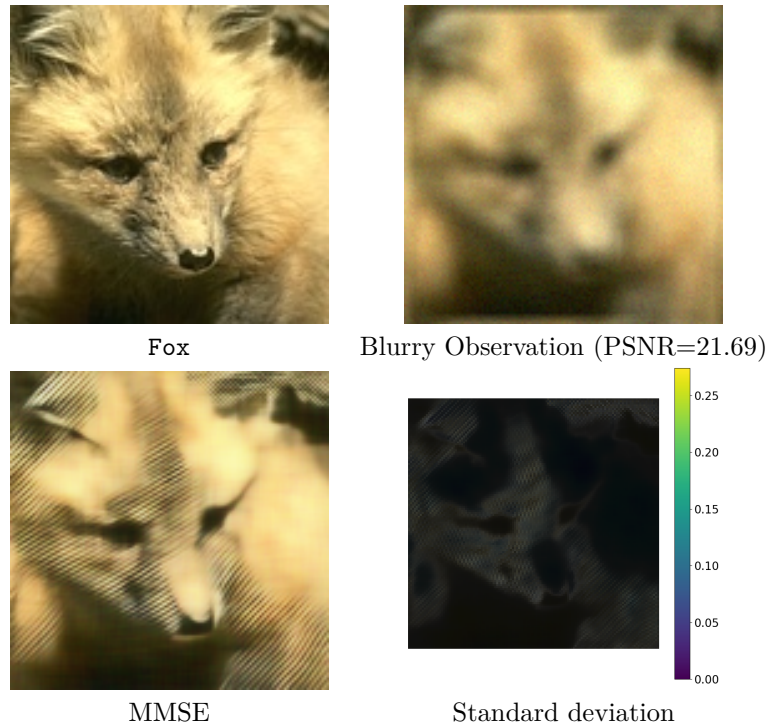 Fox
Blurry Observation (PSNR=21.69)
0.25
0.20
0.15
0.10
0.05
0.00
MMSE
Standard deviation